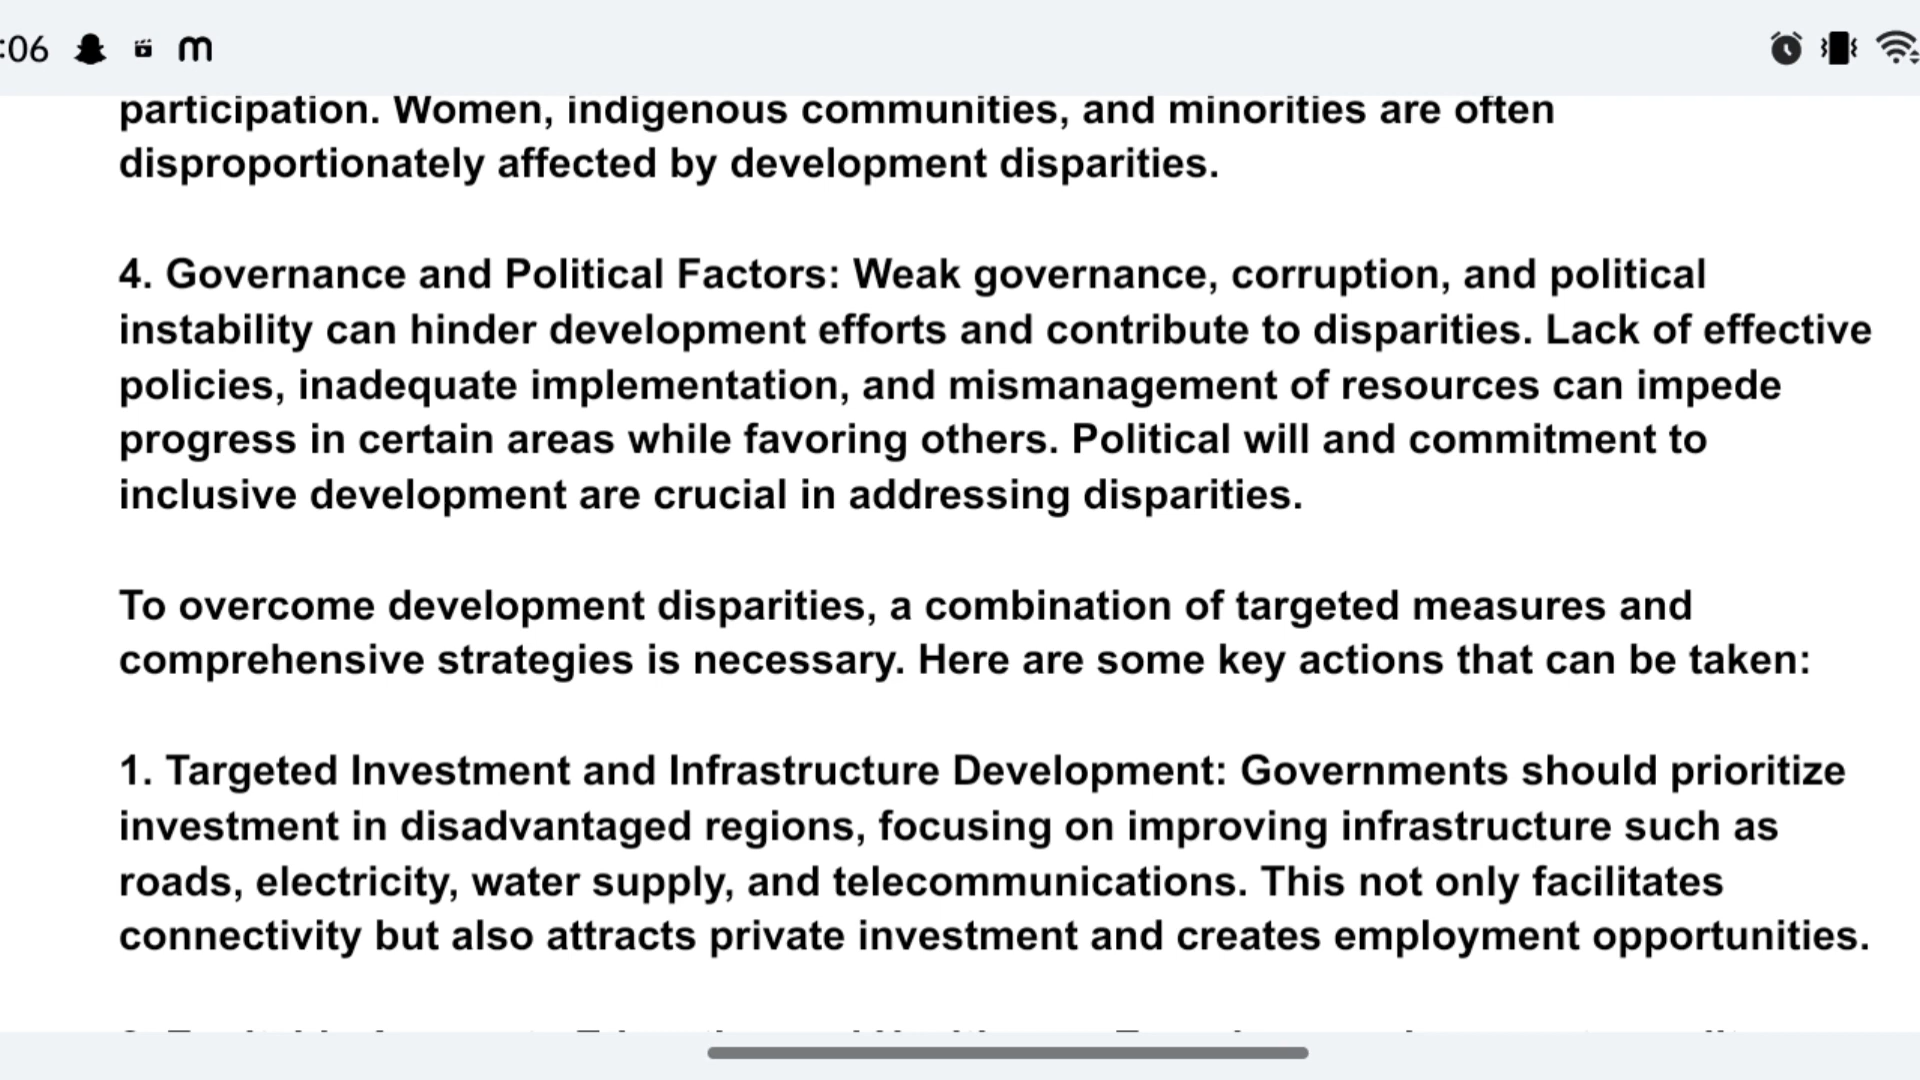 :06 m
participation. Women, indigenous communities, and minorities are often
disproportionately affected by development disparities.
4. Governance and Political Factors: Weak governance, corruption, and political
instability can hinder development efforts and contribute to disparities. Lack of effective
policies, inadequate implementation, and mismanagement of resources can impede
progress in certain areas while favoring others. Political will and commitment to
inclusive development are crucial in addressing disparities.
To overcome development disparities, a combination of targeted measures and
comprehensive strategies is necessary. Here are some key actions that can be taken:
1. Targeted Investment and Infrastructure Development: Governments should prioritize
investment in disadvantaged regions, focusing on improving infrastructure such as
roads, electricity, water supply, and telecommunications. This not only facilitates
connectivity but also attracts private investment and creates employment opportunities.